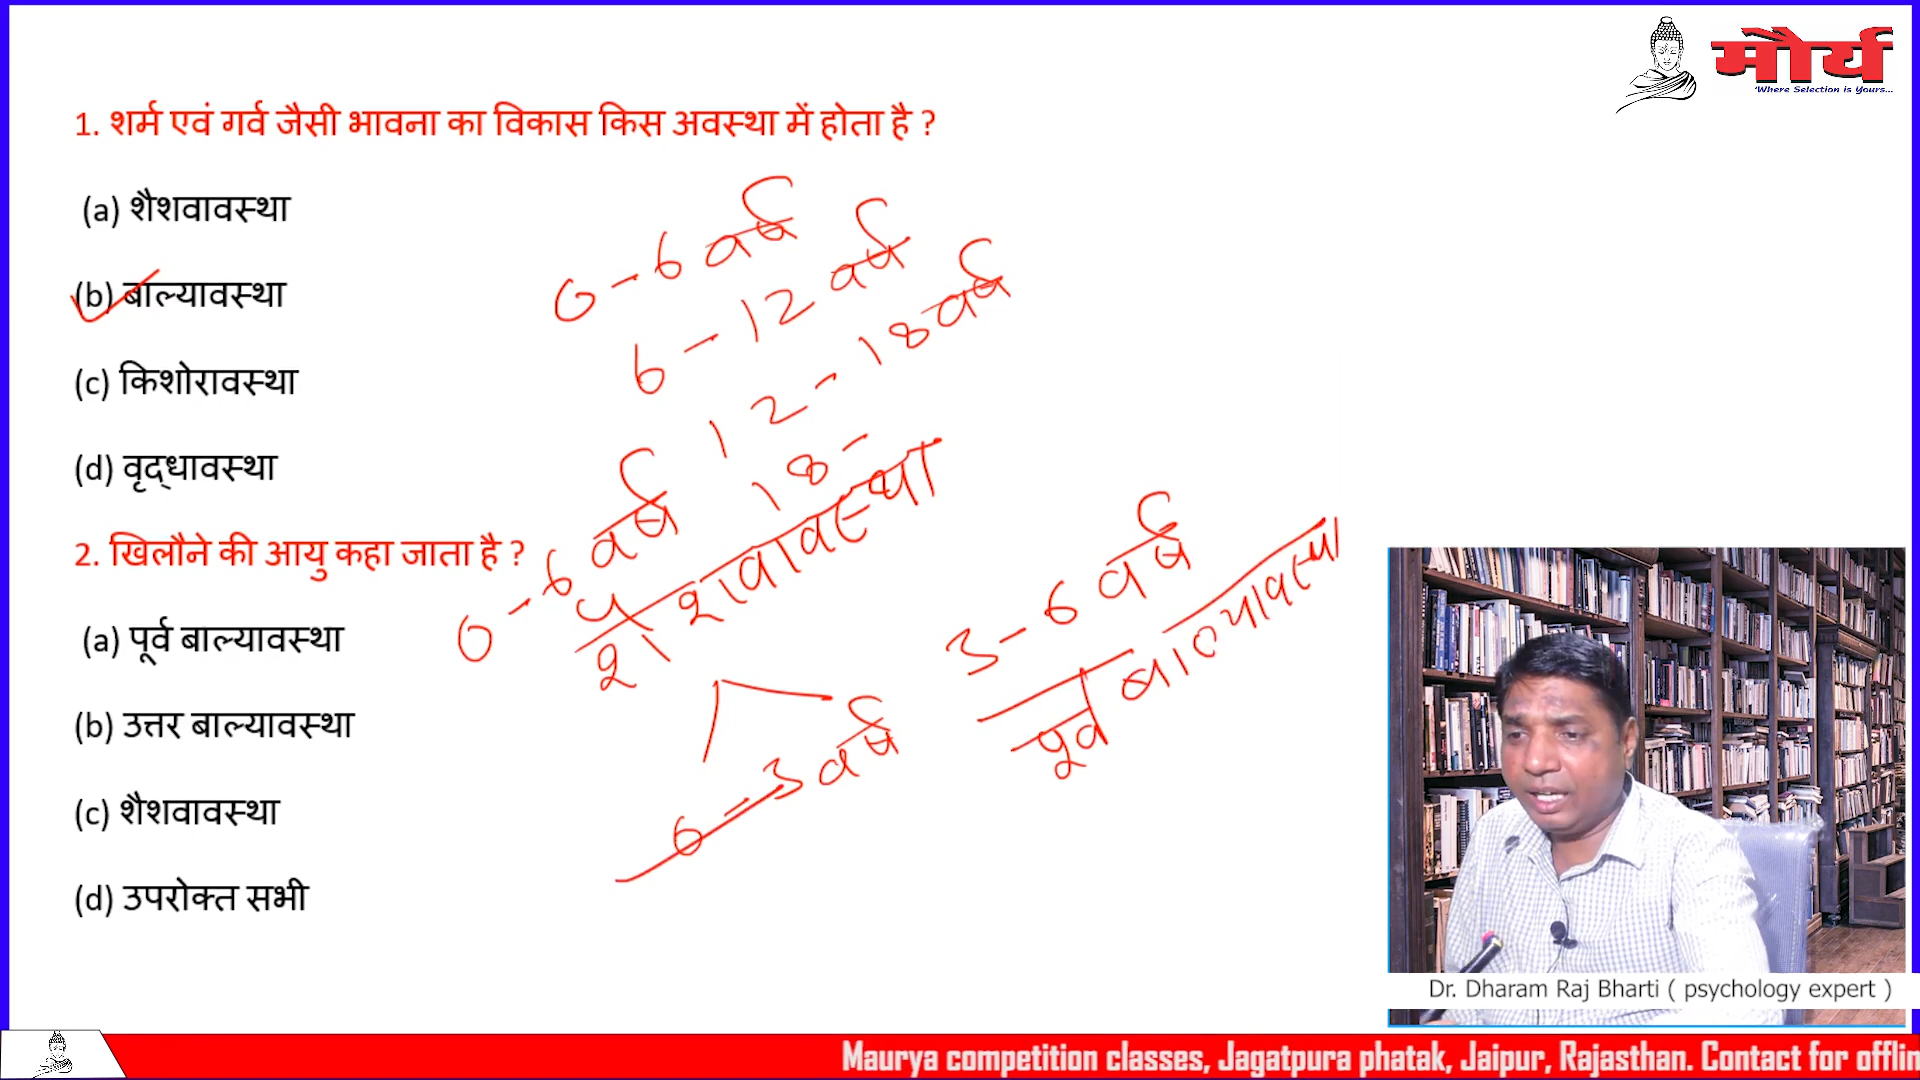 मौर्य
'Where Selection is Yours...
1. शर्म एवं गर्व जैसी भावना का विकास किस अवस्था में होता है ?
(a) शैशवावस्था
(b) बाल्यावस्था
(c) किशोरावस्था
(d) वृद्धावस्था
0-6 वर्ष
6-12 वर्ष
12-18 वर्ष
18-
2. खिलौने की आयु कहा जाता है ?
(a) पूर्व बाल्यावस्था
(b) उत्तर बाल्यावस्था
(c) शैशवावस्था
(d) उपरोक्त सभी
0-6 वर्ष
शैशवावस्था
0-3 वर्ष
3-6 वर्ष
पूर्व बाल्यावस्था
Dr. Dharam Raj Bharti ( psychology expert )
Maurya competition classes, Jagatpura phatak, Jaipur, Rajasthan. Contact for offlin